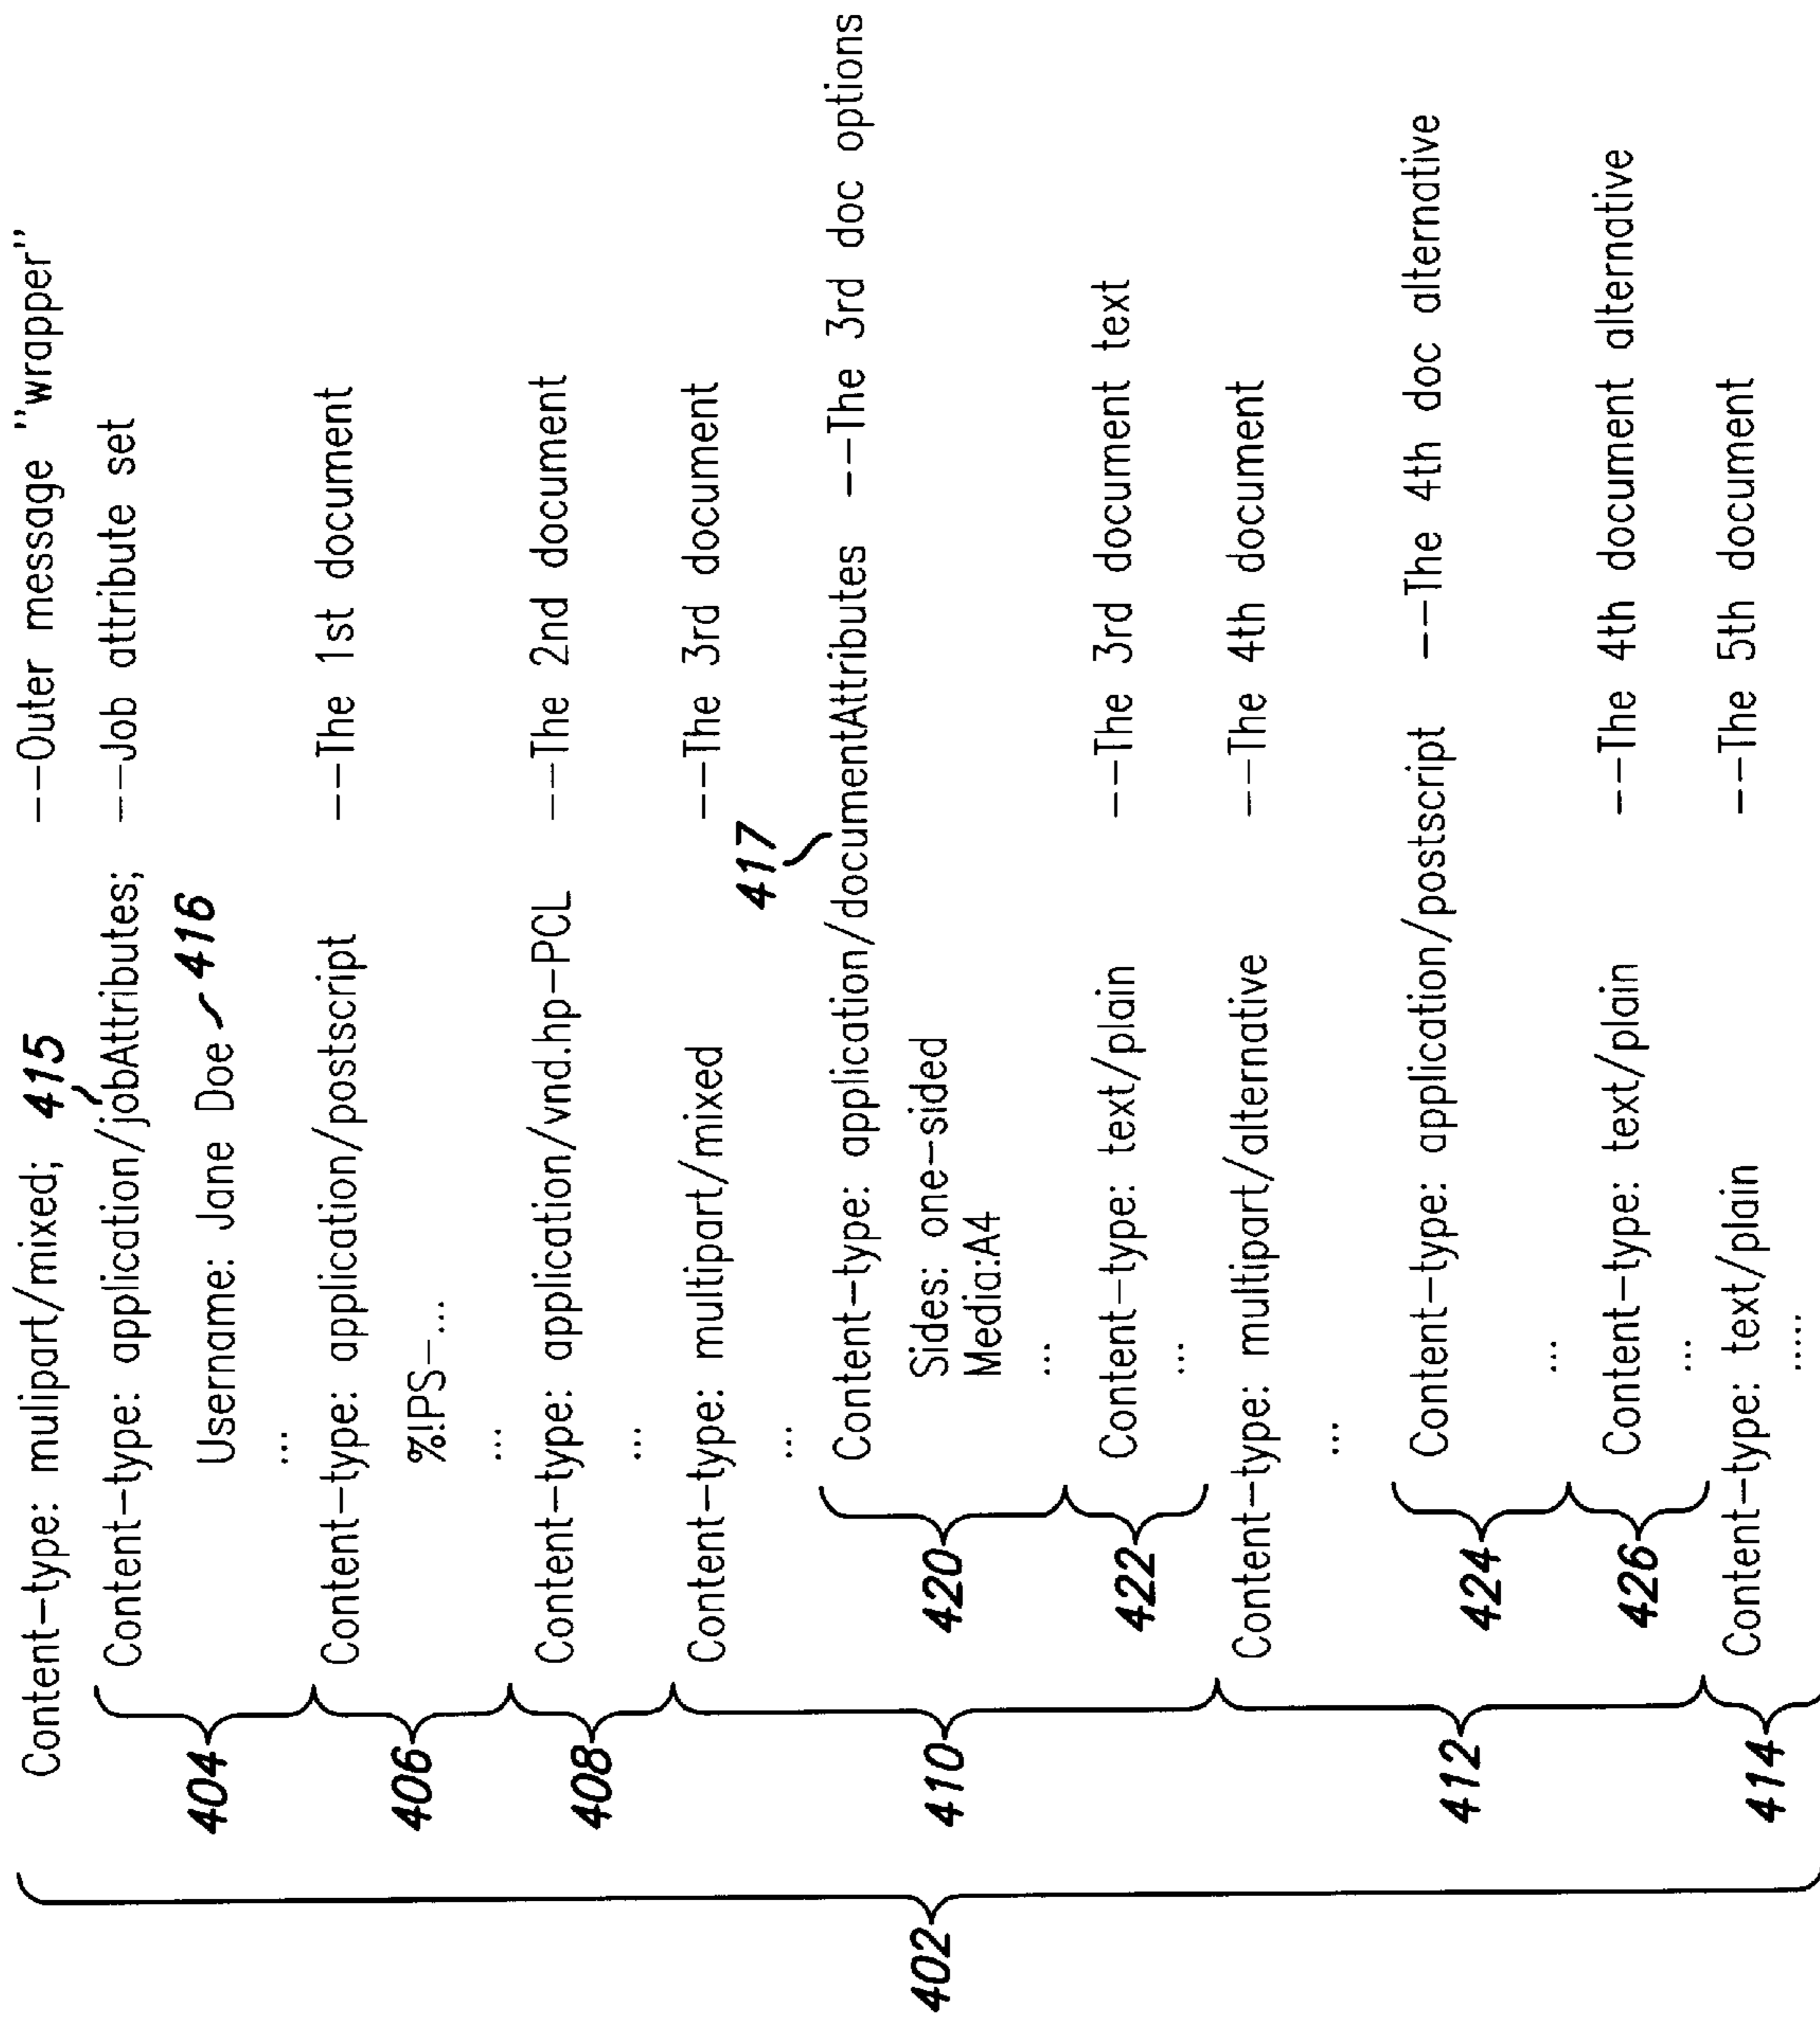 Content-type: mulipart/mixed; 415 --Outer message "wrapper"
Content-type: application/jobAttributes; --Job attribute set
Username: Jane Doe 416
...
Content-type: application/postscript --The 1st document
%!PS-...
...
Content-type: application/vnd.hp-PCL --The 2nd document
...
Content-type: multipart/mixed --The 3rd document
417
...
Content-type: application/documentAttributes --The 3rd doc options
Sides: one-sided
Media:A4
...
Content-type: text/plain --The 3rd document text
...
Content-type: multipart/alternative --The 4th document
...
Content-type: application/postscript --The 4th doc alternative
...
Content-type: text/plain --The 4th document alternative
...
Content-type: text/plain --The 5th document
.....
404
406
408
410
412
414
420
422
424
426
402